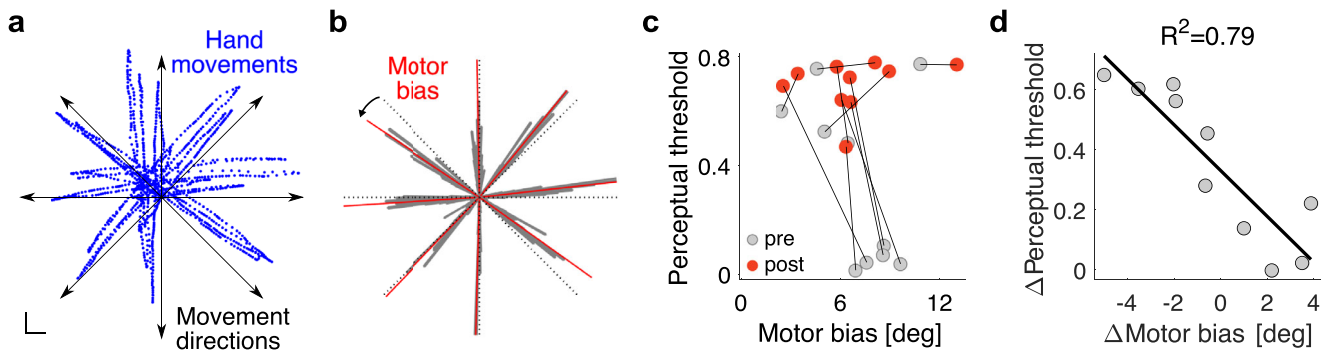 a
Hand
movements
Movement
directions
b
Motor
bias
c
Perceptual threshold
0.8
0.4
0
pre
post
0 6 12
Motor bias [deg]
d
R²=0.79
ΔPerceptual threshold
0.6
0.4
0.2
0
-4 -2 0 2 4
ΔMotor bias [deg]